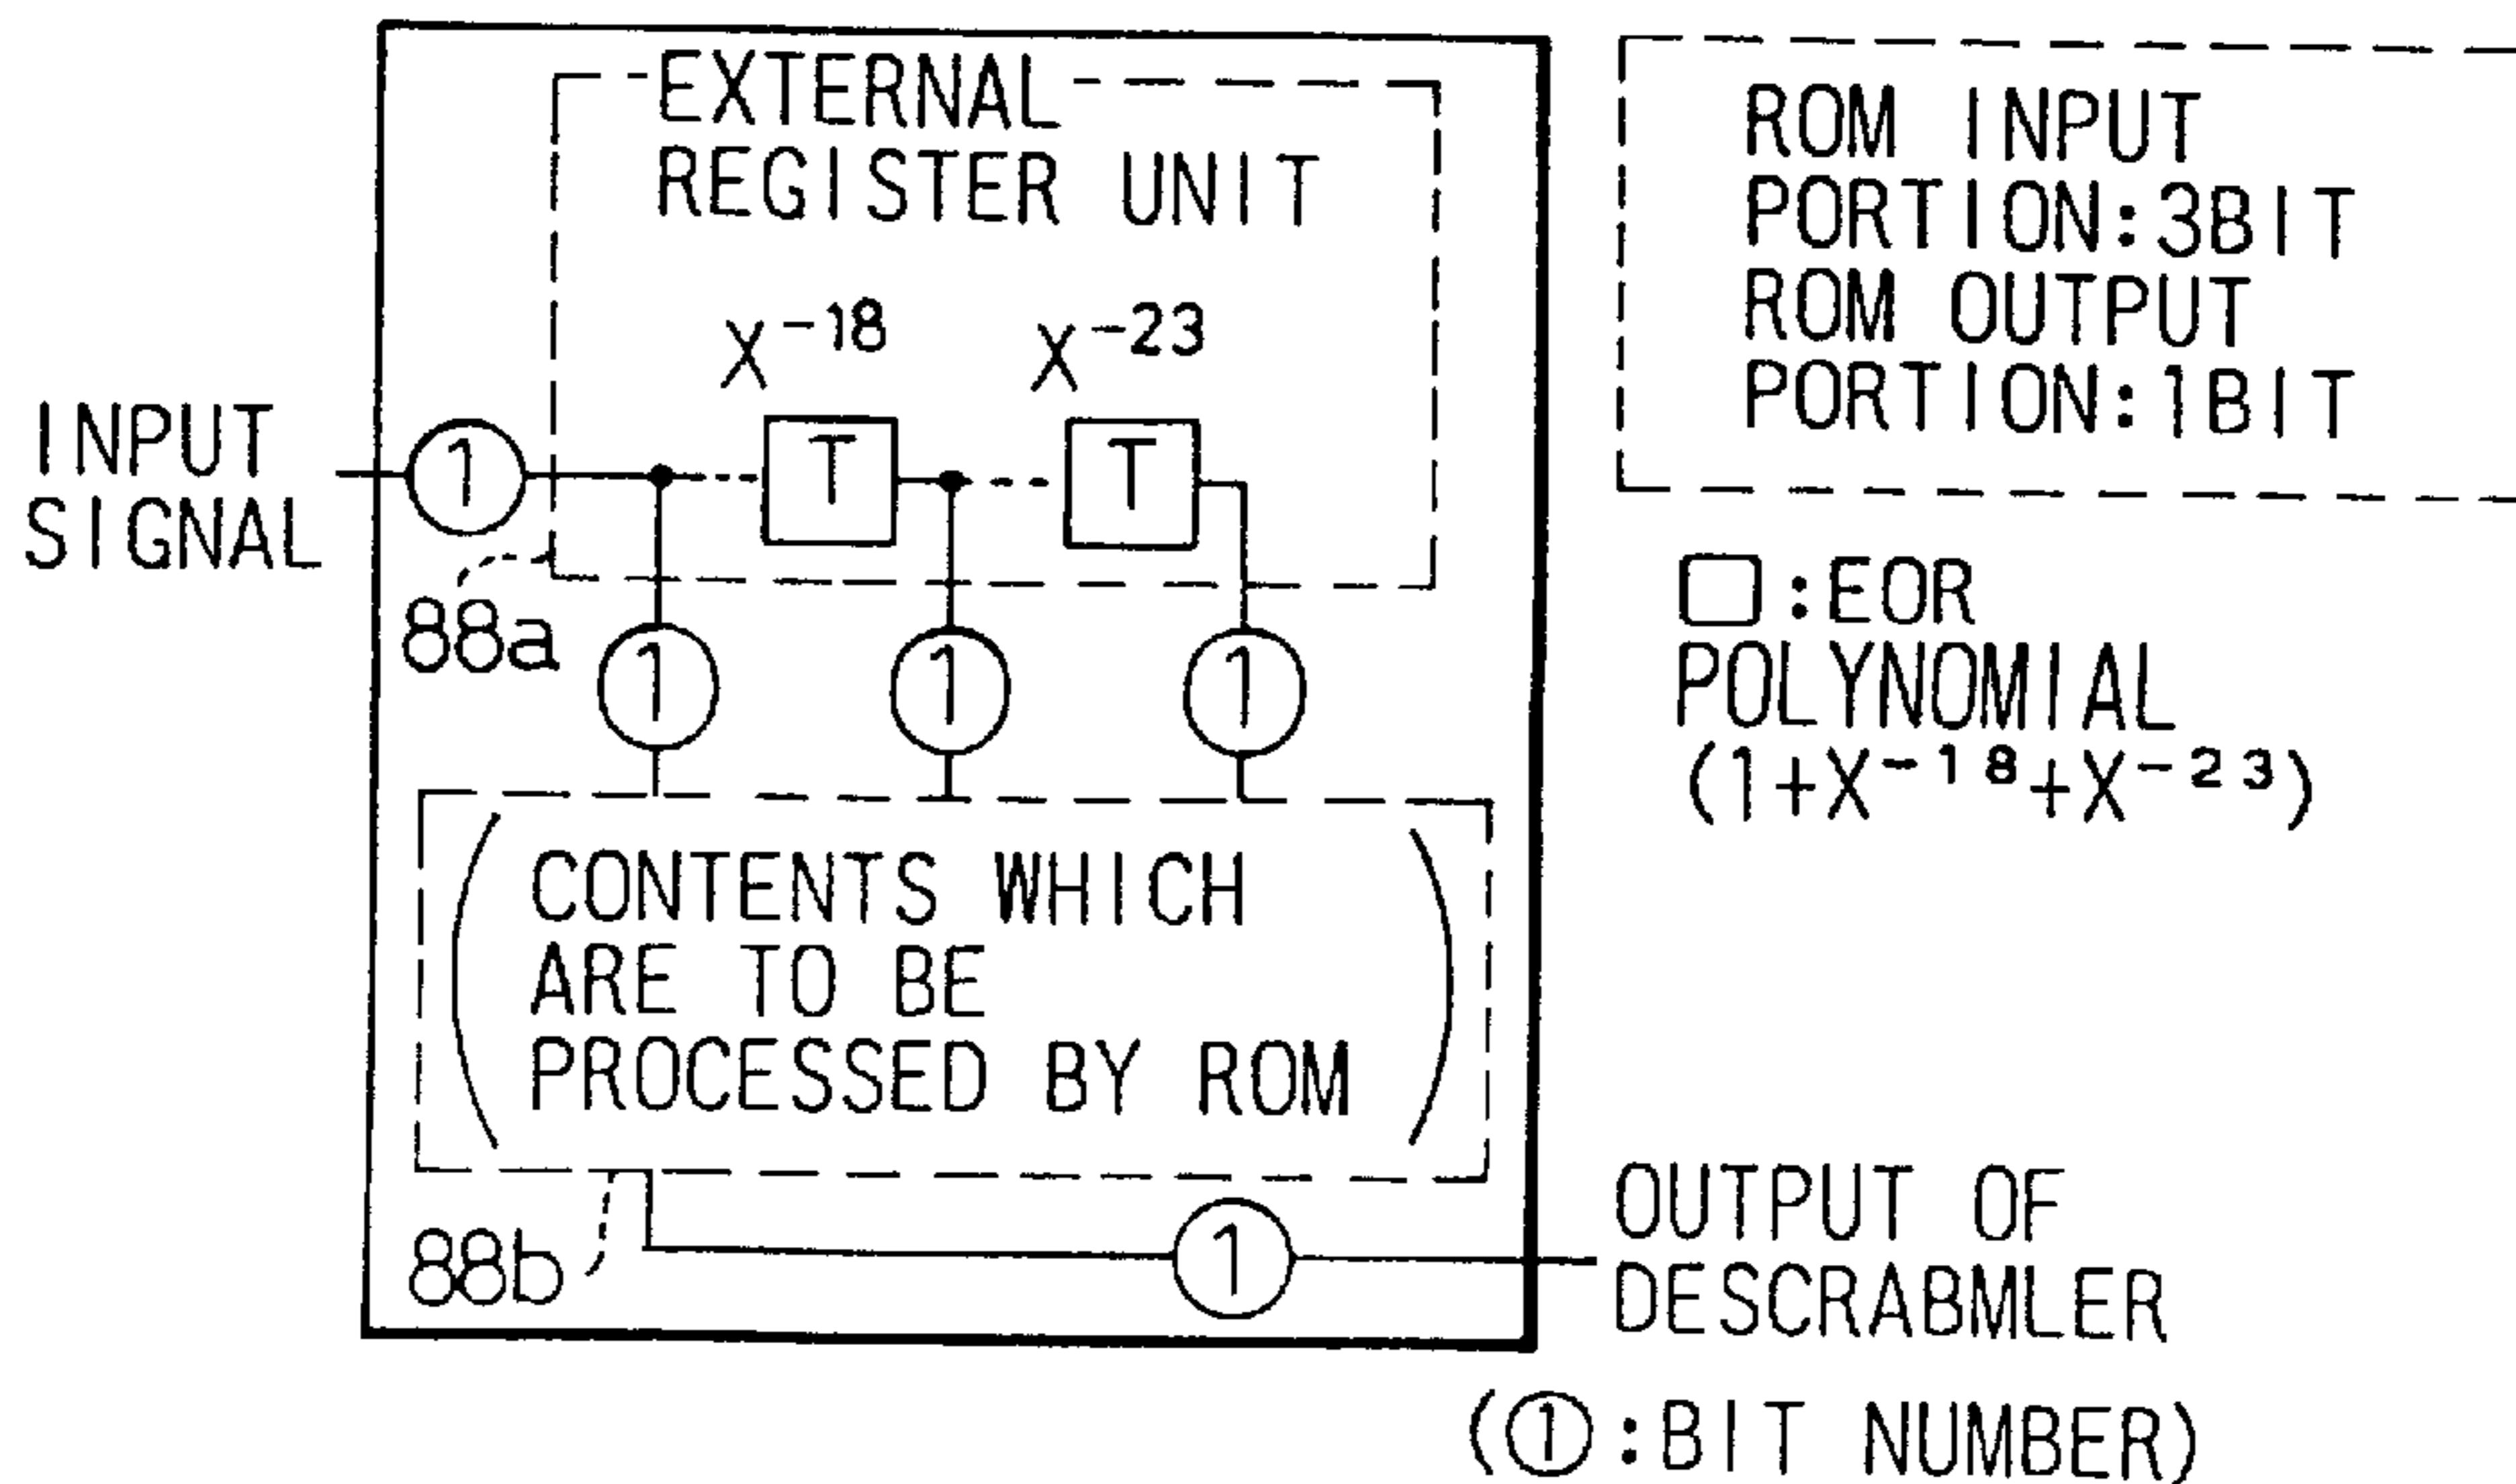 EXTERNAL
REGISTER UNIT
X⁻¹⁸ X⁻²³
INPUT
SIGNAL
1
T
T
88a
1 1 1
CONTENTS WHICH
ARE TO BE
PROCESSED BY ROM
88b
1
ROM INPUT
PORTION:3BIT
ROM OUTPUT
PORTION:1BIT
□:EOR
POLYNOMIAL
(1+X⁻¹⁸+X⁻²³)
OUTPUT OF
DESCRABMLER
(①:BIT NUMBER)